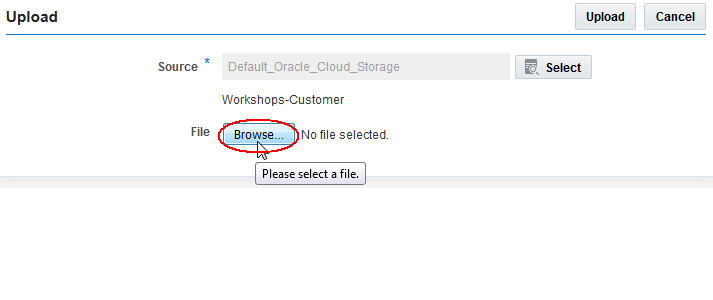 Upload
Upload
Cancel
Source *
Default_Oracle_Cloud_Storage
Select
Workshops-Customer
File
Browse...
No file selected.
Please select a file.